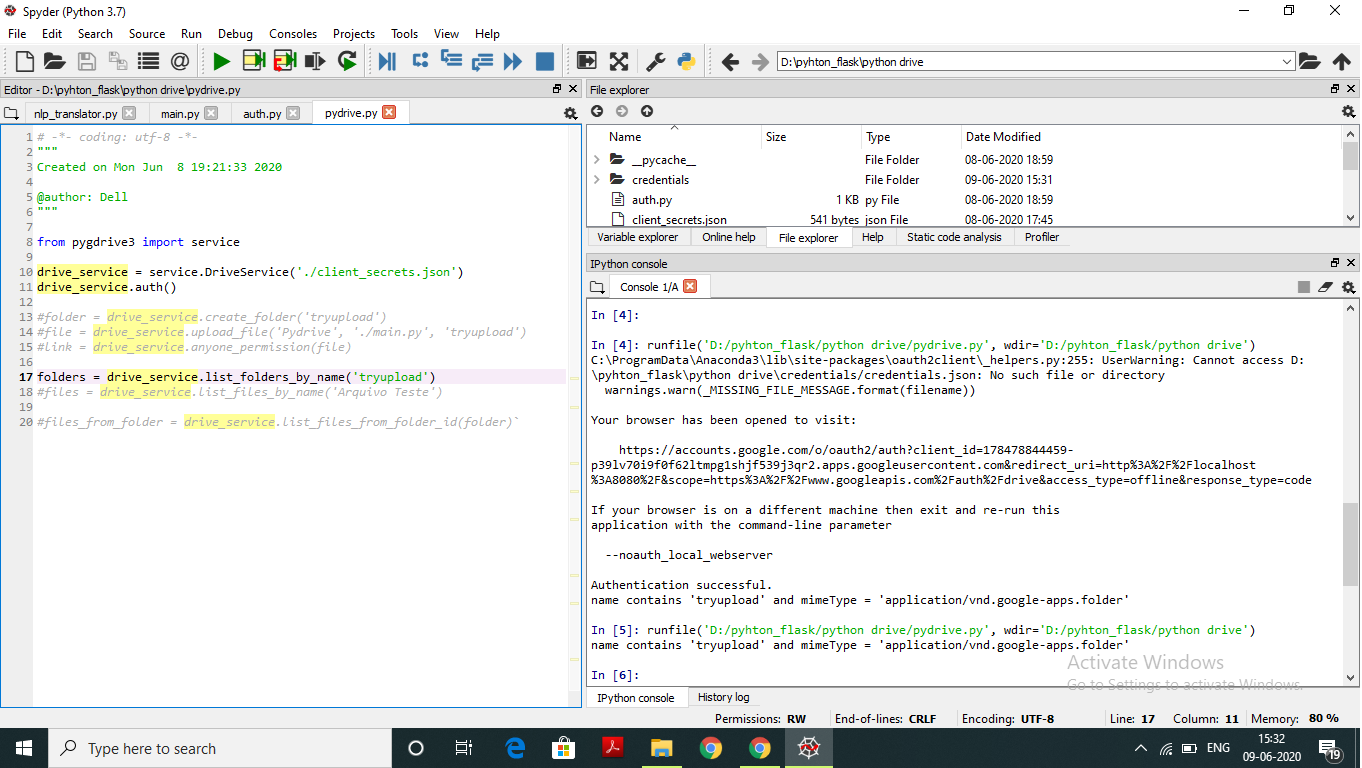 Spyder (Python 3.7)
File Edit Search Source Run Debug Consoles Projects Tools View Help
D:\pyhton_flask\python drive
Editor - D:\pyhton_flask\python drive\pydrive.py
nlp_translator.py main.py auth.py pydrive.py
1 # -*- coding: utf-8 -*-
2 """
3 Created on Mon Jun  8 19:21:33 2020
4
5 @author: Dell
6 """
7
8 from pygdrive3 import service
9
10 drive_service = service.DriveService('./client_secrets.json')
11 drive_service.auth()
12
13 #folder = drive_service.create_folder('tryupload')
14 #file = drive_service.upload_file('Pydrive', './main.py', 'tryupload')
15 #link = drive_service.anyone_permission(file)
16
17 folders = drive_service.list_folders_by_name('tryupload')
18 #files = drive_service.list_files_by_name('Arquivo Teste')
19
20 #files_from_folder = drive_service.list_files_from_folder_id(folder)`
File explorer
Name Size Type Date Modified
__pycache__ File Folder 08-06-2020 18:59
credentials File Folder 09-06-2020 15:31
auth.py 1 KB py File 08-06-2020 18:59
client_secrets.json 541 bytes json File 08-06-2020 17:45
Variable explorer Online help File explorer Help Static code analysis Profiler
IPython console
Console 1/A
In [4]:
In [4]: runfile('D:/pyhton_flask/python drive/pydrive.py', wdir='D:/pyhton_flask/python drive')
C:\ProgramData\Anaconda3\lib\site-packages\oauth2client\_helpers.py:255: UserWarning: Cannot access D:
\pyhton_flask\python drive\credentials/credentials.json: No such file or directory
warnings.warn(_MISSING_FILE_MESSAGE.format(filename))
Your browser has been opened to visit:
https://accounts.google.com/o/oauth2/auth?client_id=178478844459-
p39lv70i9f0f62ltmpg1shjf539j3qr2.apps.googleusercontent.com&redirect_uri=http%3A%2F%2Flocalhost
%3A8080%2F&scope=https%3A%2F%2Fwww.googleapis.com%2Fauth%2Fdrive&access_type=offline&response_type=code
If your browser is on a different machine then exit and re-run this
application with the command-line parameter
--noauth_local_webserver
Authentication successful.
name contains 'tryupload' and mimeType = 'application/vnd.google-apps.folder'
In [5]: runfile('D:/pyhton_flask/python drive/pydrive.py', wdir='D:/pyhton_flask/python drive')
name contains 'tryupload' and mimeType = 'application/vnd.google-apps.folder'
In [6]:
Activate Windows
Go to Settings to activate Windows.
IPython console History log
Permissions: RW End-of-lines: CRLF Encoding: UTF-8 Line: 17 Column: 11 Memory: 80 %
Type here to search
ENG
15:32
09-06-2020
19